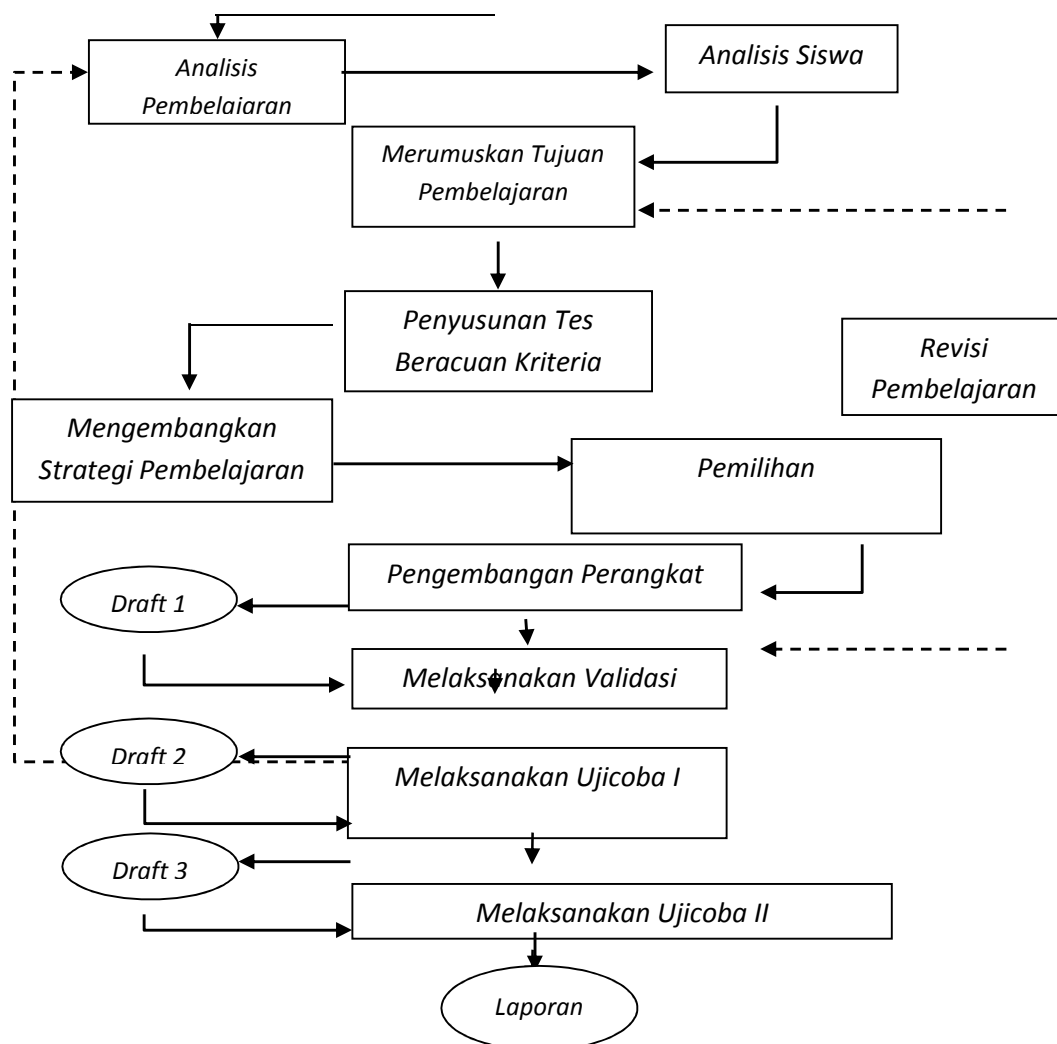 Analisis
Pembelaiaran
Analisis Siswa
Merumuskan Tujuan
Pembelajaran
Penyusunan Tes
Beracuan Kriteria
Revisi
Pembelajaran
Mengembangkan
Strategi Pembelajaran
Pemilihan
Pengembangan Perangkat
Draft 1
Melaksanakan Validasi
Draft 2
Melaksanakan Ujicoba I
Draft 3
Melaksanakan Ujicoba II
Laporan